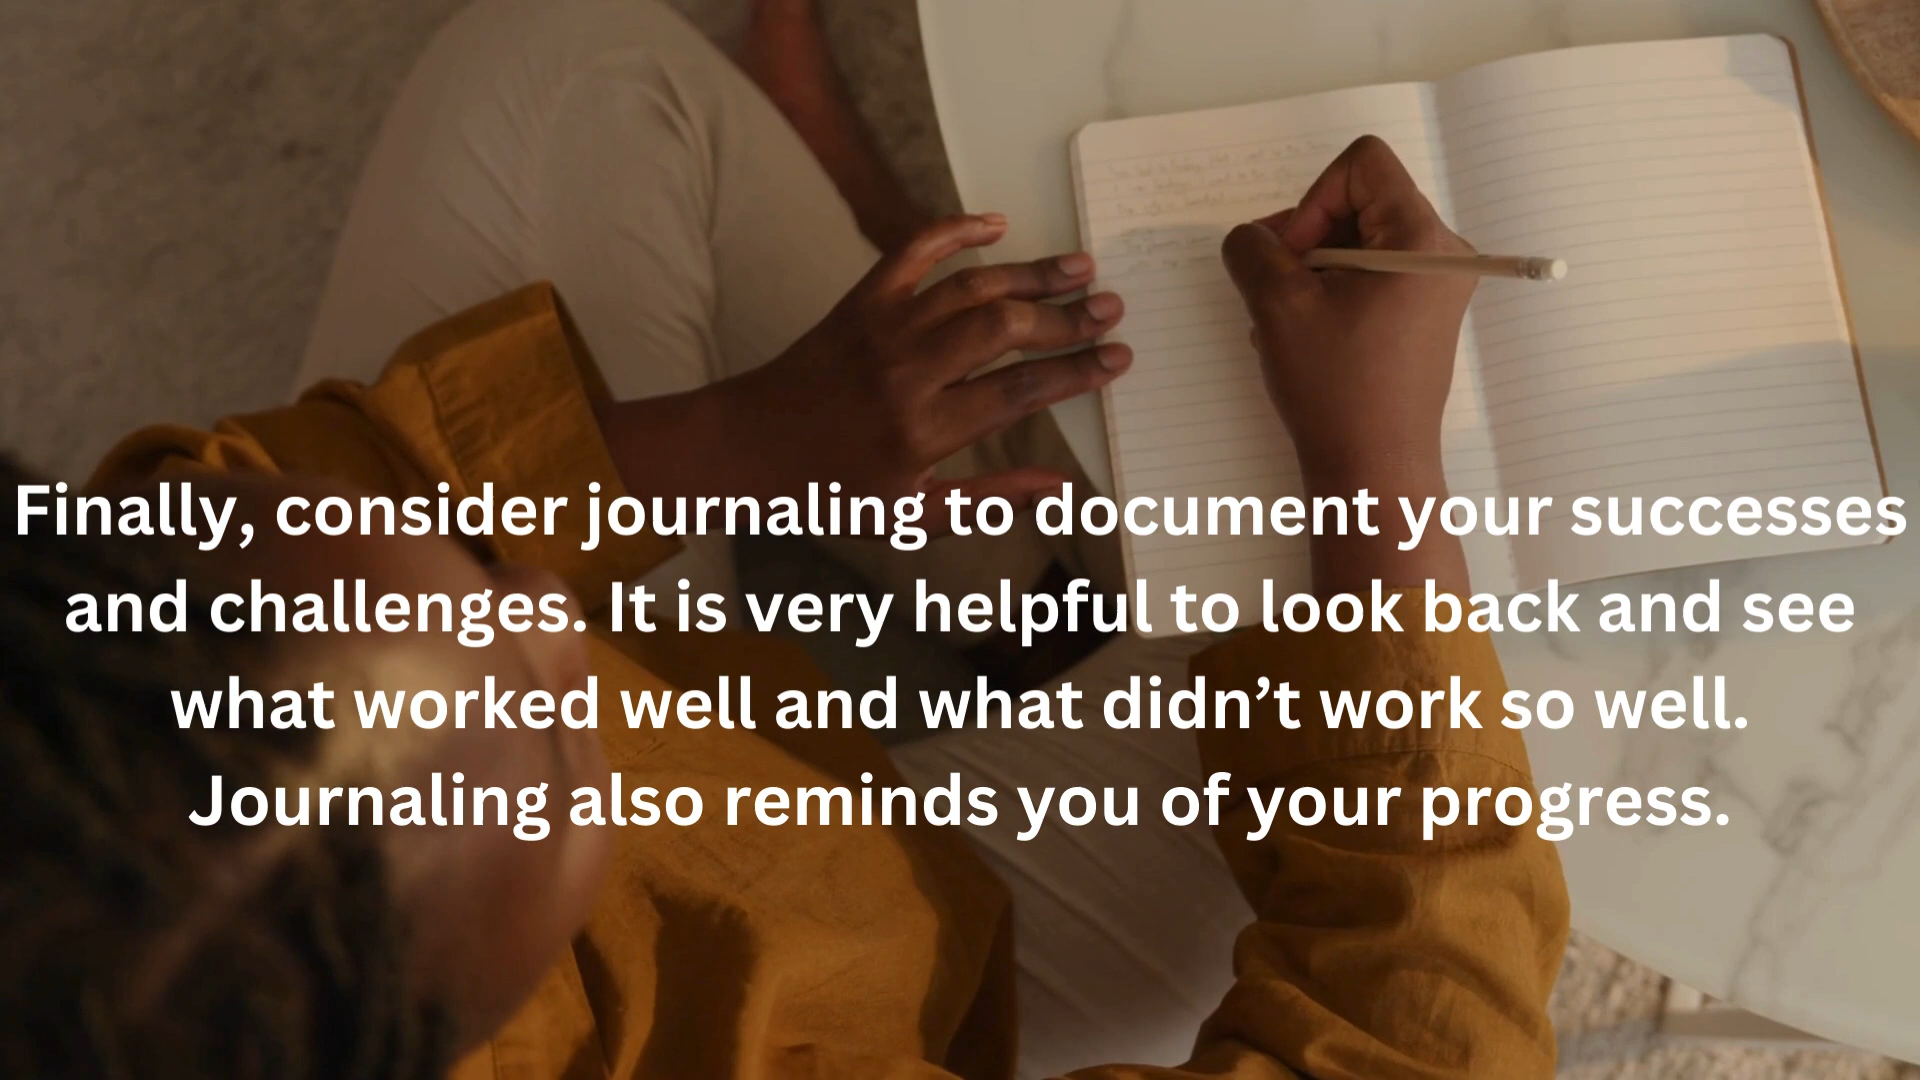 Finally, consider journaling to document your successes
and challenges. It is very helpful to look back and see
what worked well and what didn’t work so well.
Journaling also reminds you of your progress.